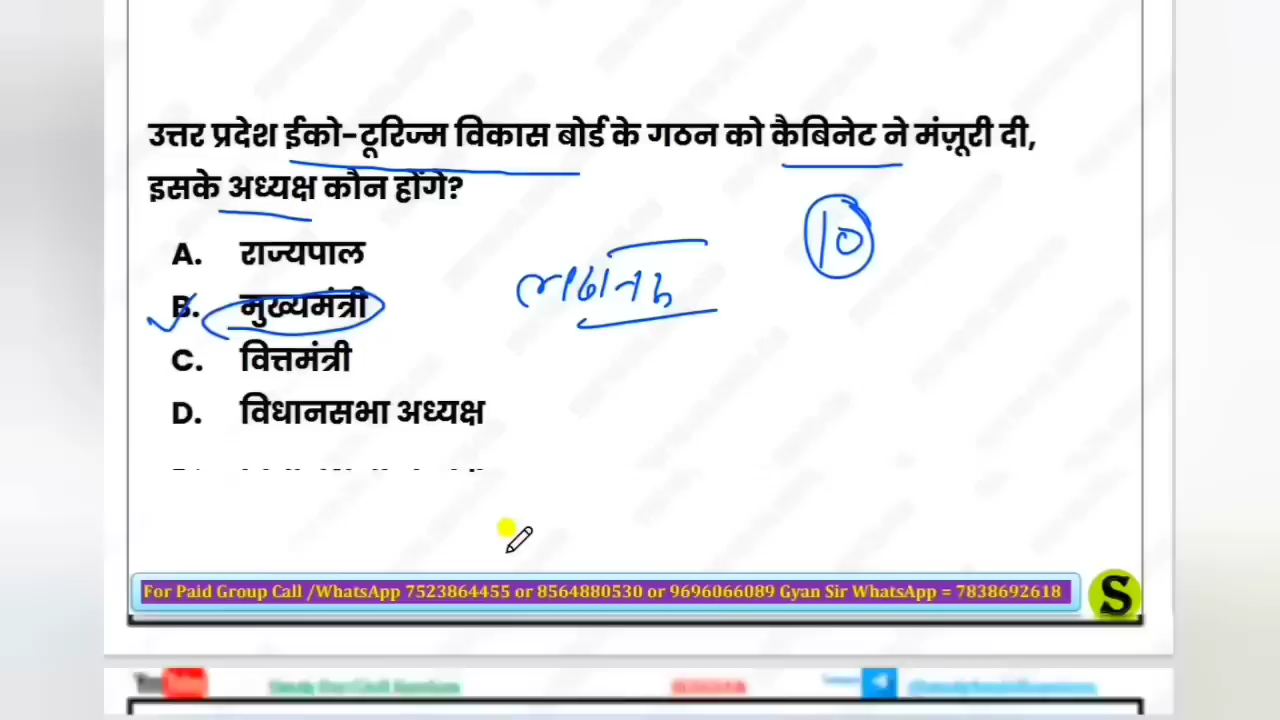 उत्तर प्रदेश ईको-टूरिज्म विकास बोर्ड के गठन को कैबिनेट ने मंज़ूरी दी,
इसके अध्यक्ष कौन होंगे?
10
A. राज्यपाल
B. मुख्यमंत्री
C. वित्तमंत्री
D. विधानसभा अध्यक्ष
For Paid Group Call /WhatsApp 7523864455 or 8564880530 or 9696066089 Gyan Sir WhatsApp = 7838692618
S